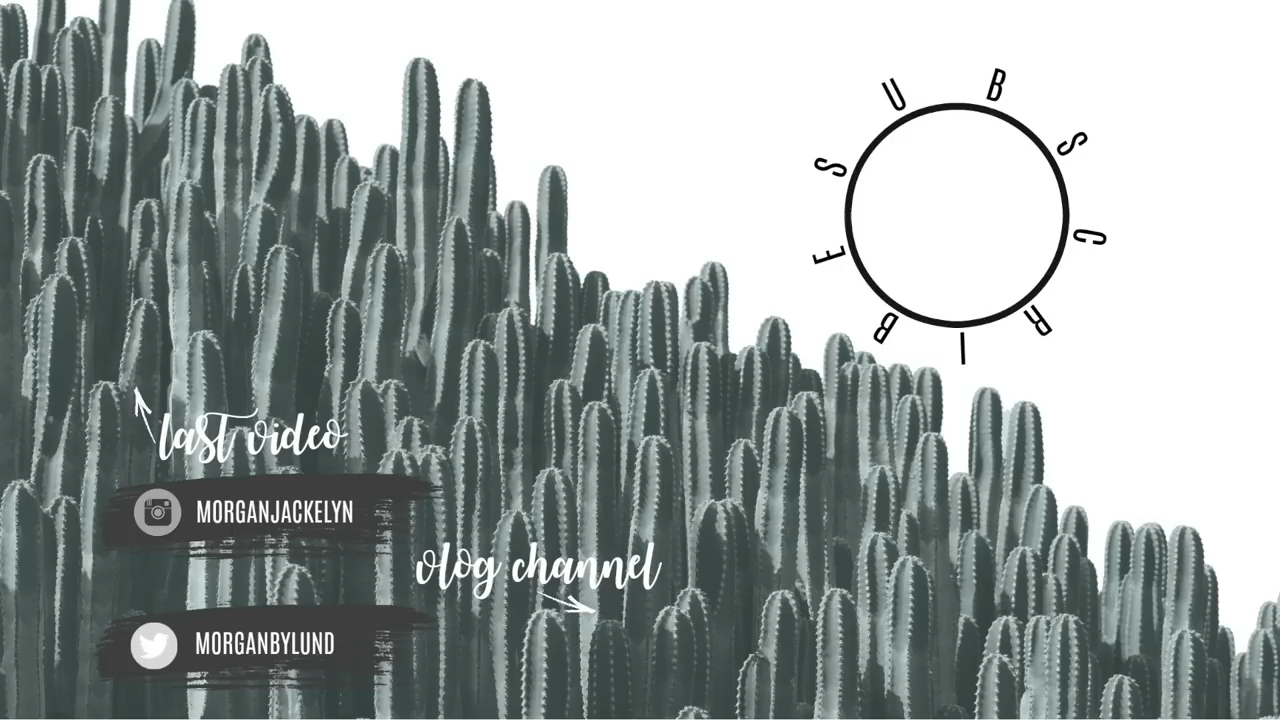 SUBSCRIBE
last video
MORGANJACKELYN
vlog channel
MORGANBYLUND